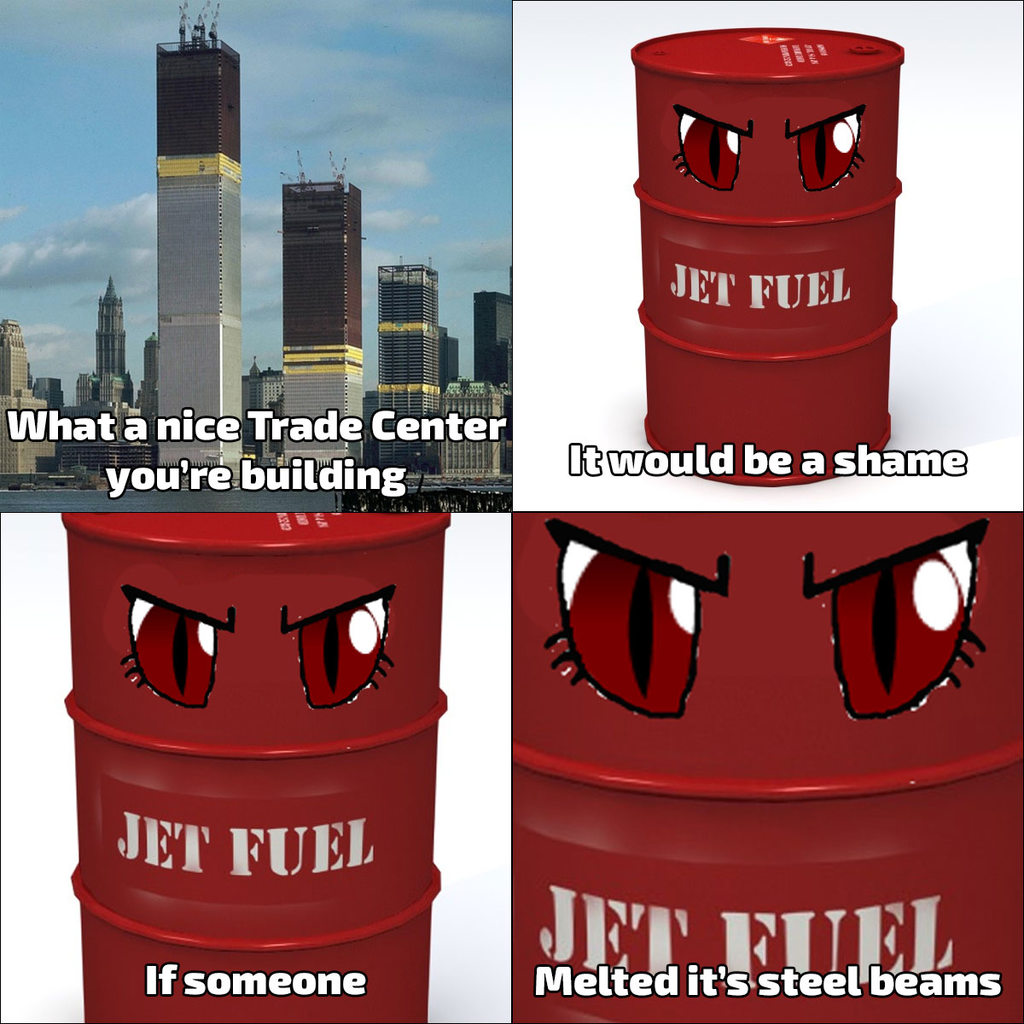 What a nice Trade Center
you're building
JET FUEL
It would be a shame
JET FUEL
If someone
JET FUEL
Melted it's steel beams